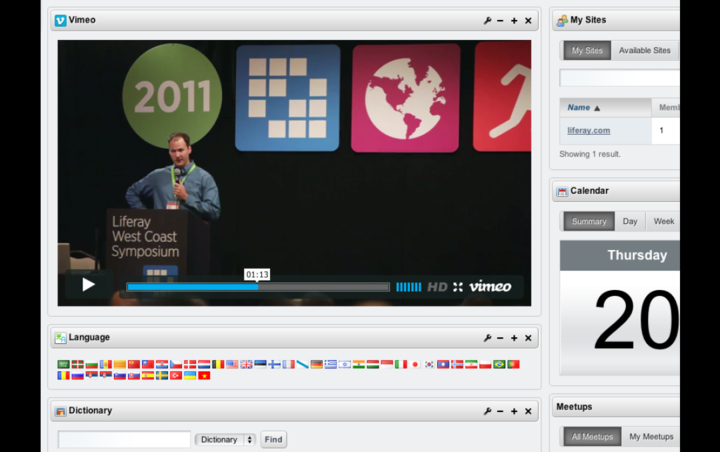 Vimeo
2011
Liferay
West Coast
Symposium
01:13
HD
vimeo
Language
Dictionary
Dictionary
Find
My Sites
My Sites
Available Sites
Name
Memb
liferay.com
1
Showing 1 result.
Calendar
Summary
Day
Week
Thursday
20
Meetups
All Meetups
My Meetups